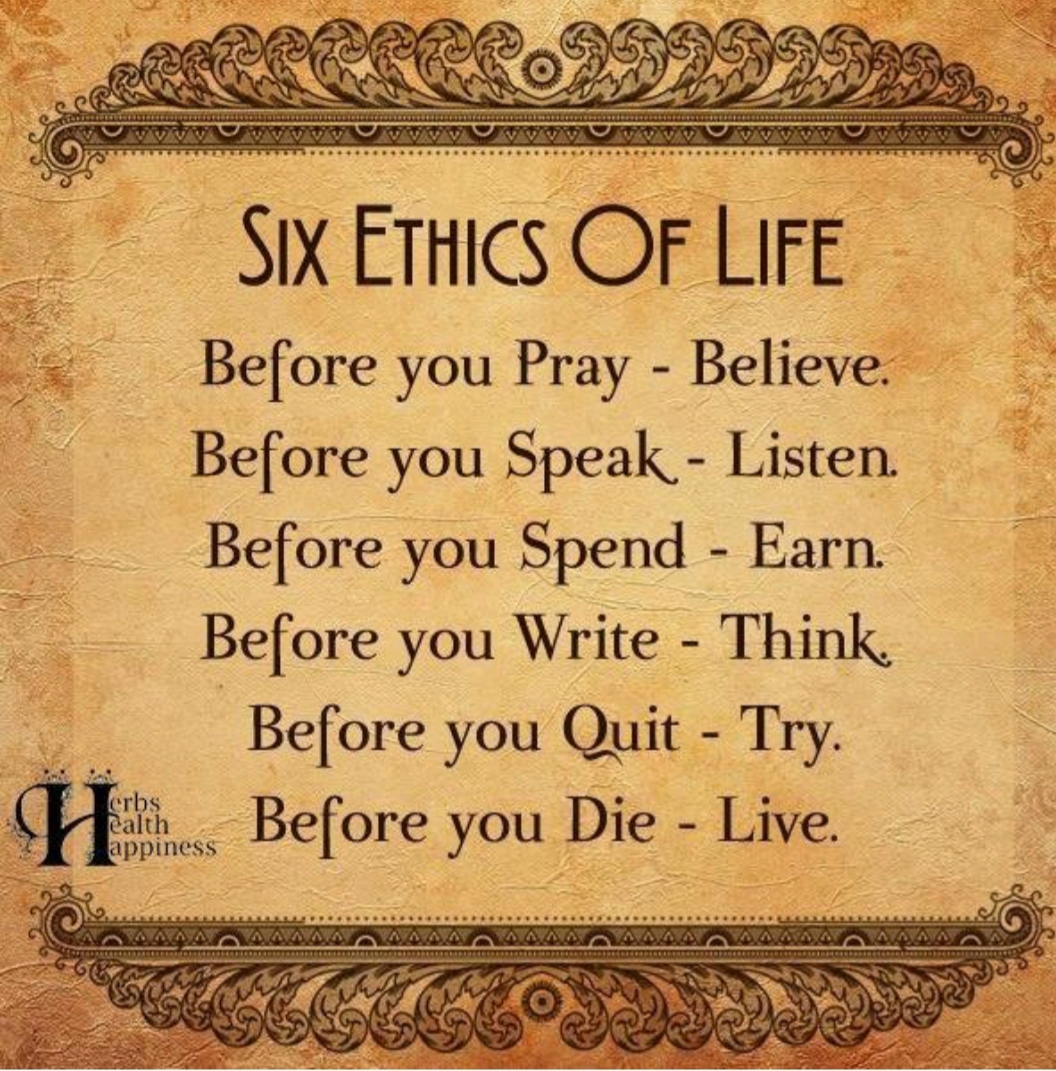 Six Ethics Of Life
Before you Pray - Believe.
Before you Speak - Listen.
Before you Spend - Earn.
Before you Write - Think.
Before you Quit - Try.
Before you Die - Live.
Herbs
Health
Happiness